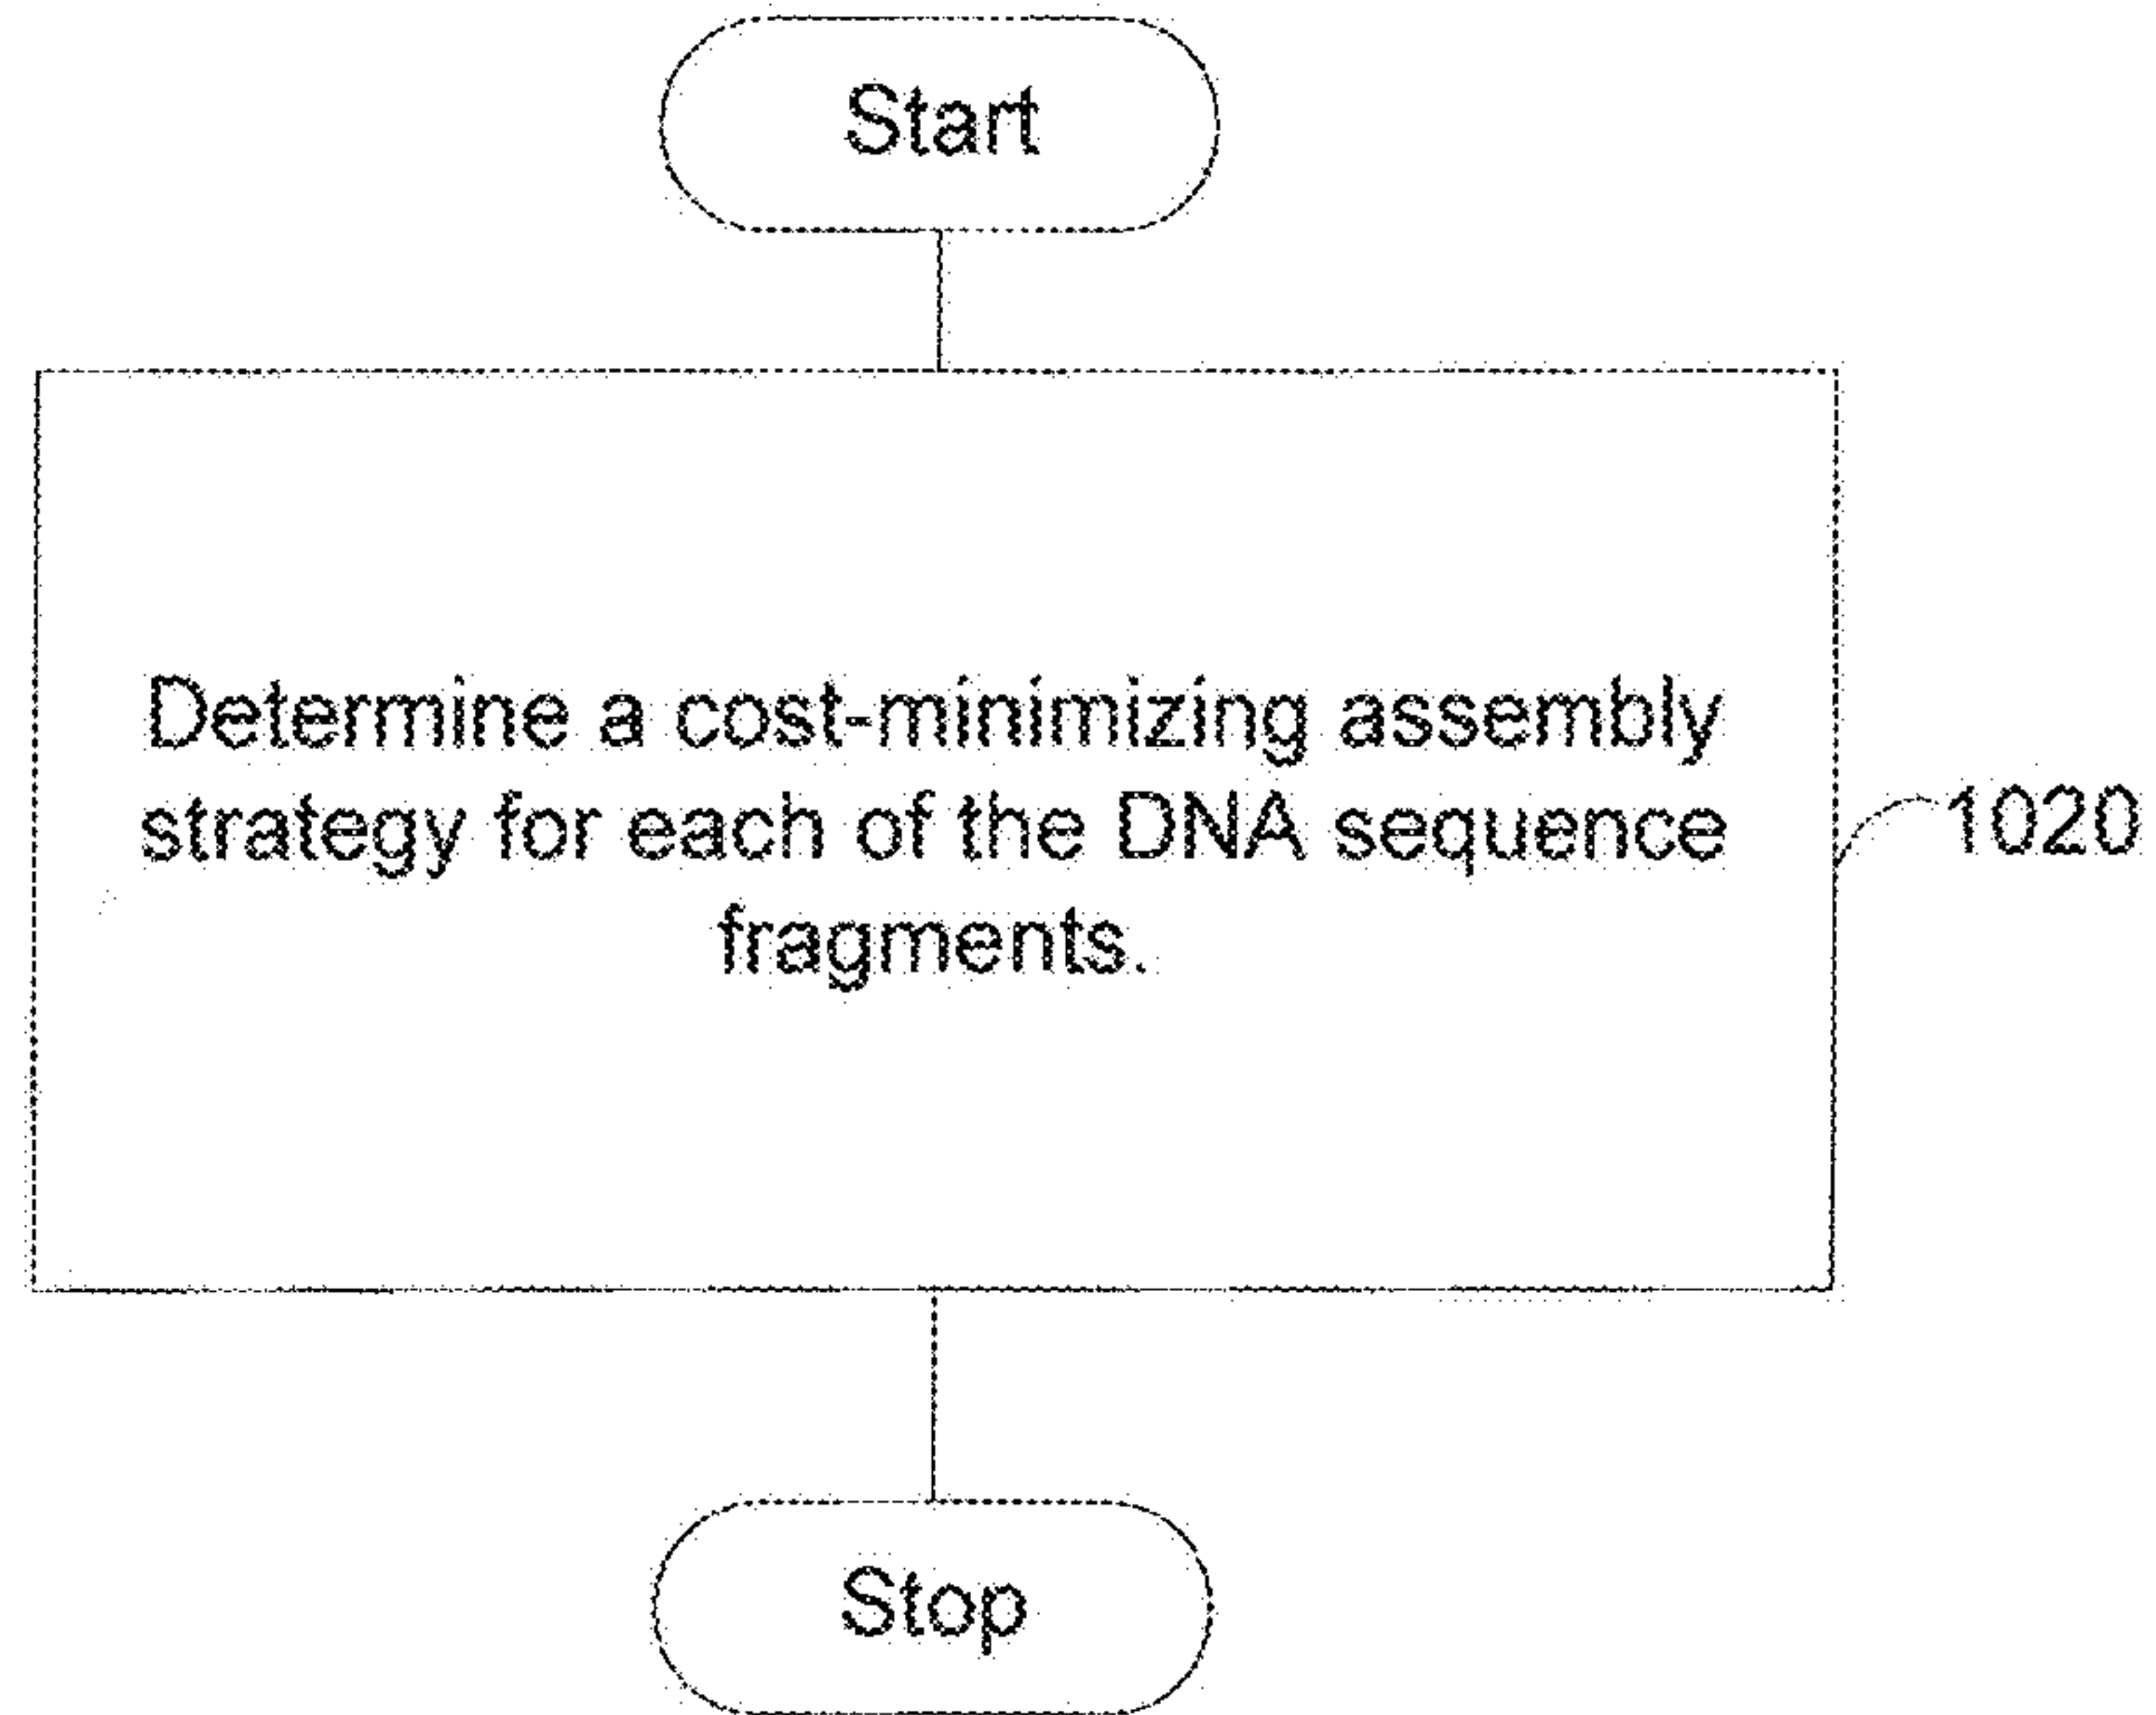 Start
Determine a cost-minimizing assembly
strategy for each of the DNA sequence
fragments.
1020
Stop